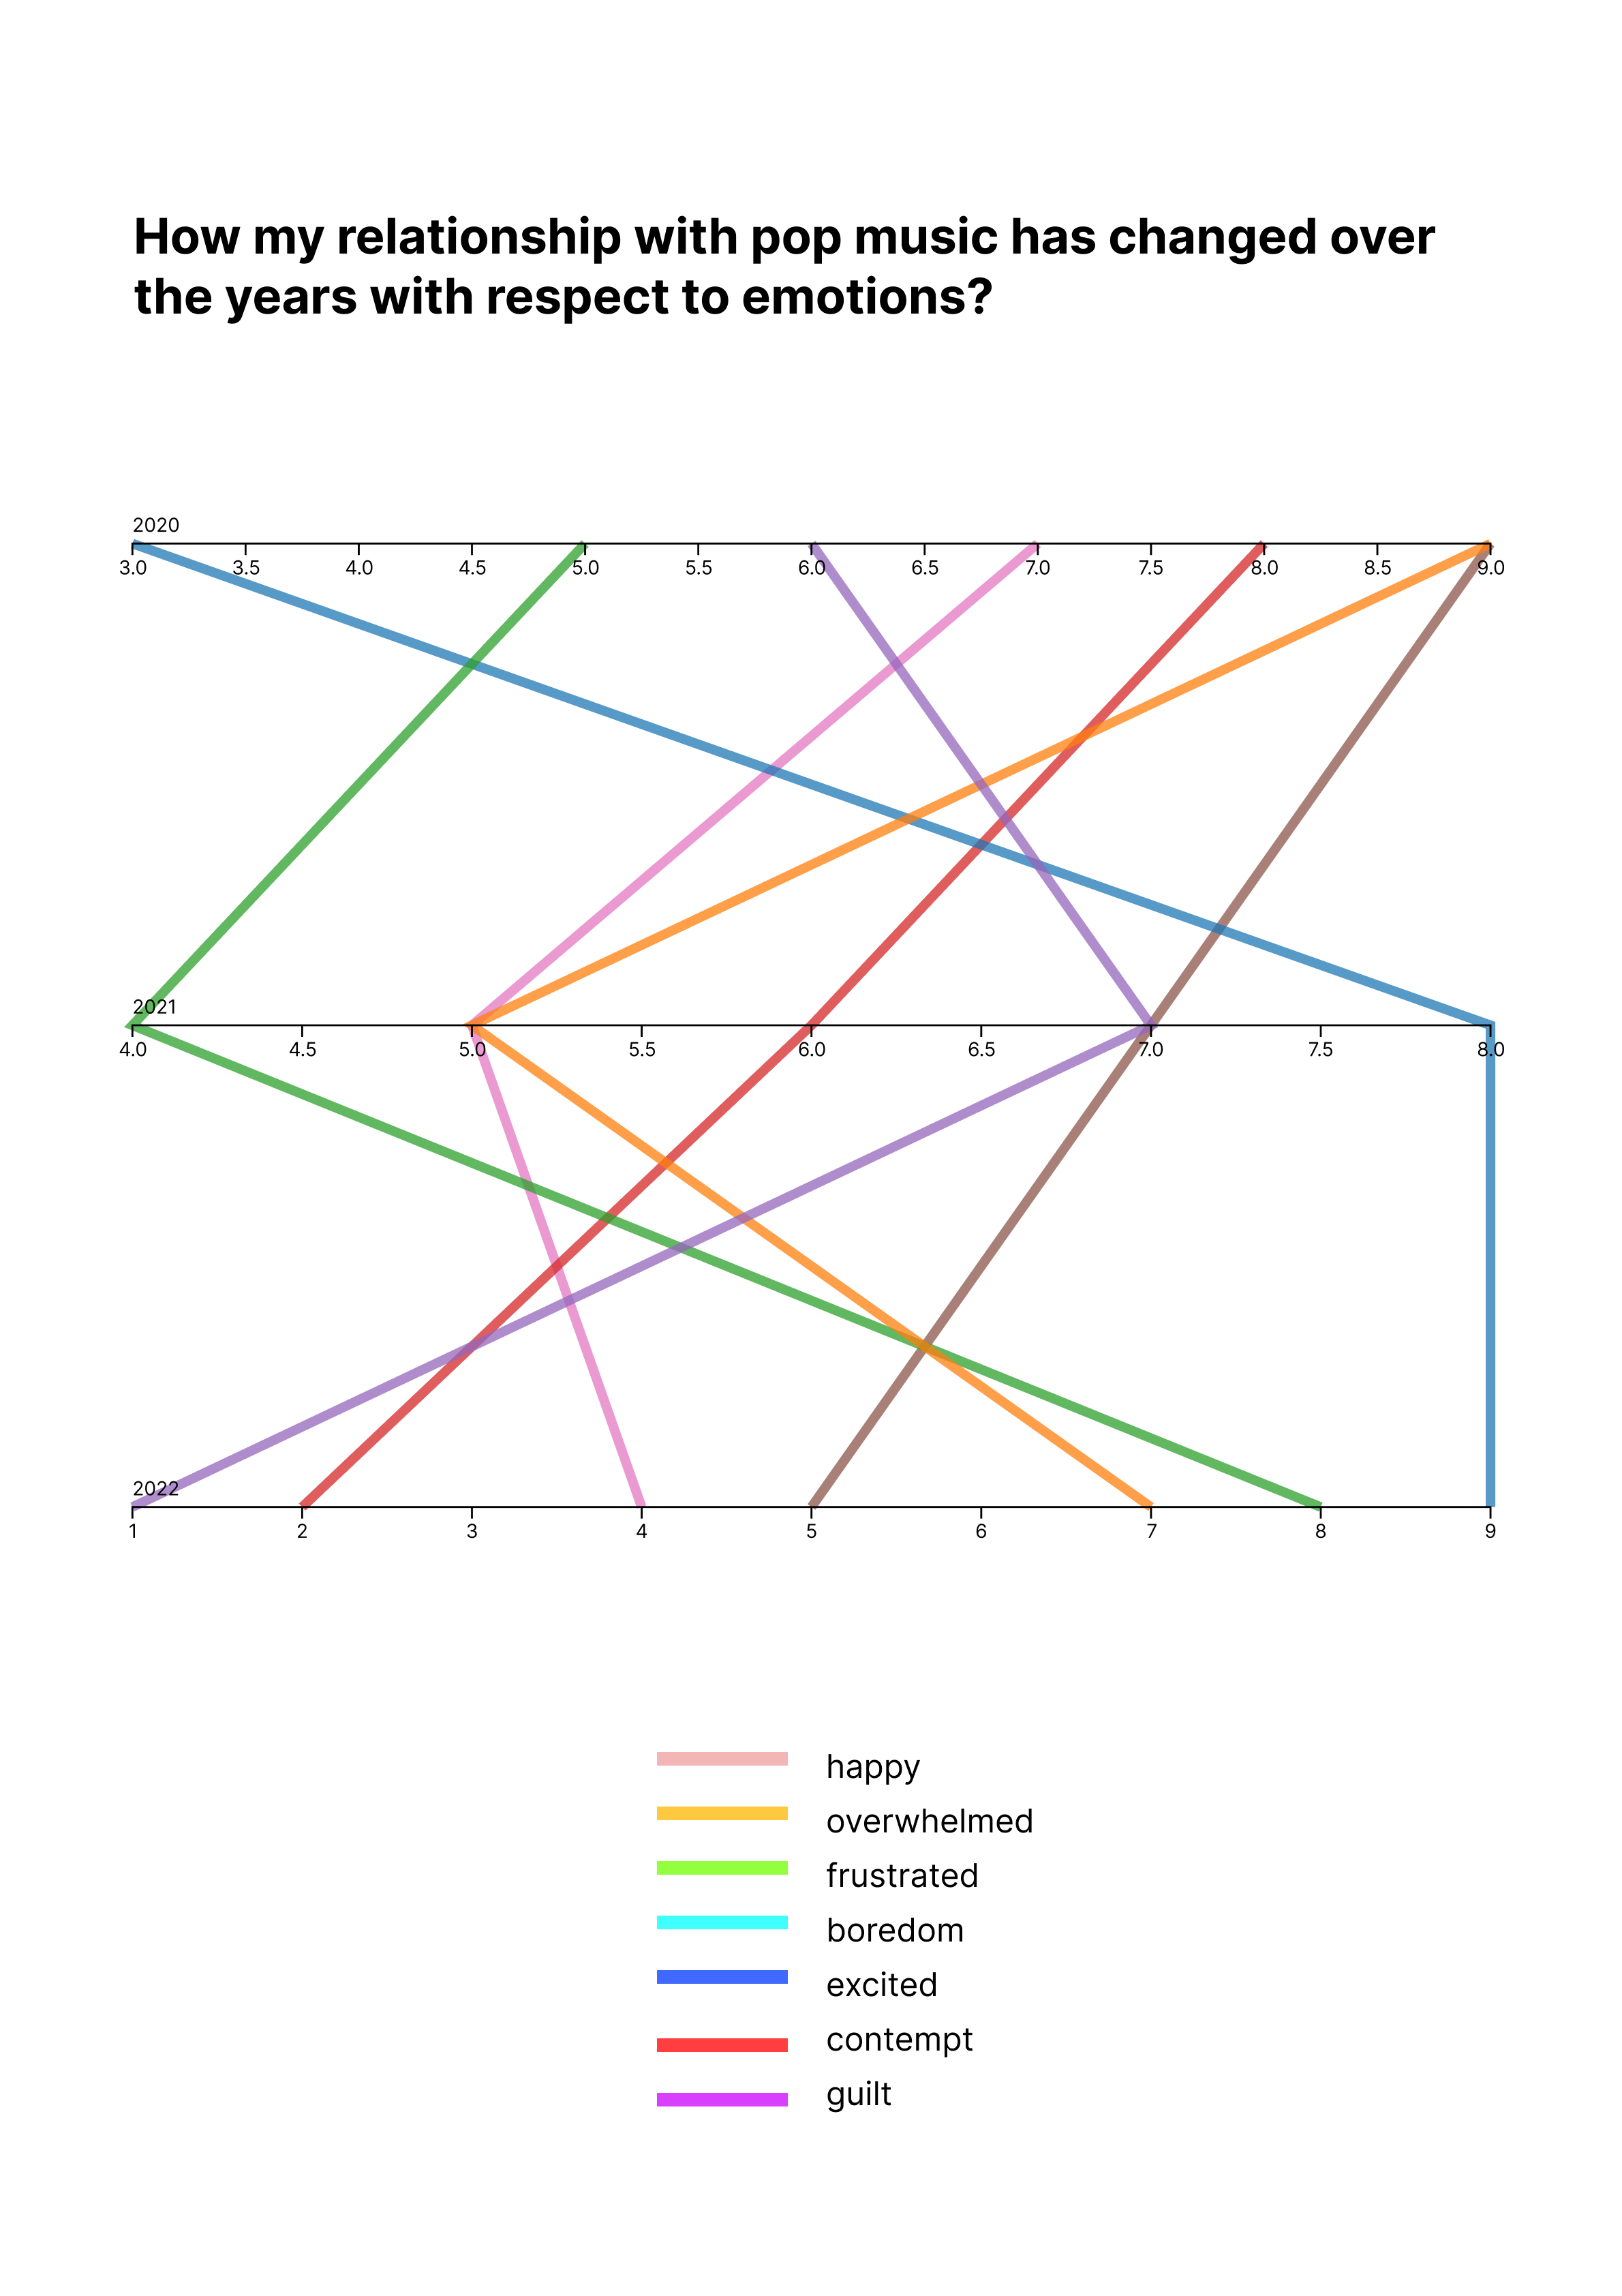 How my relationship with pop music has changed over
the years with respect to emotions?
2020
3.0 3.5 4.0 4.5 5.0 5.5 6.0 6.5 7.0 7.5 8.0 8.5 9.0
2021
4.0 4.5 5.0 5.5 6.0 6.5 7.0 7.5 8.0
2022
1 2 3 4 5 6 7 8 9
happy
overwhelmed
frustrated
boredom
excited
contempt
guilt